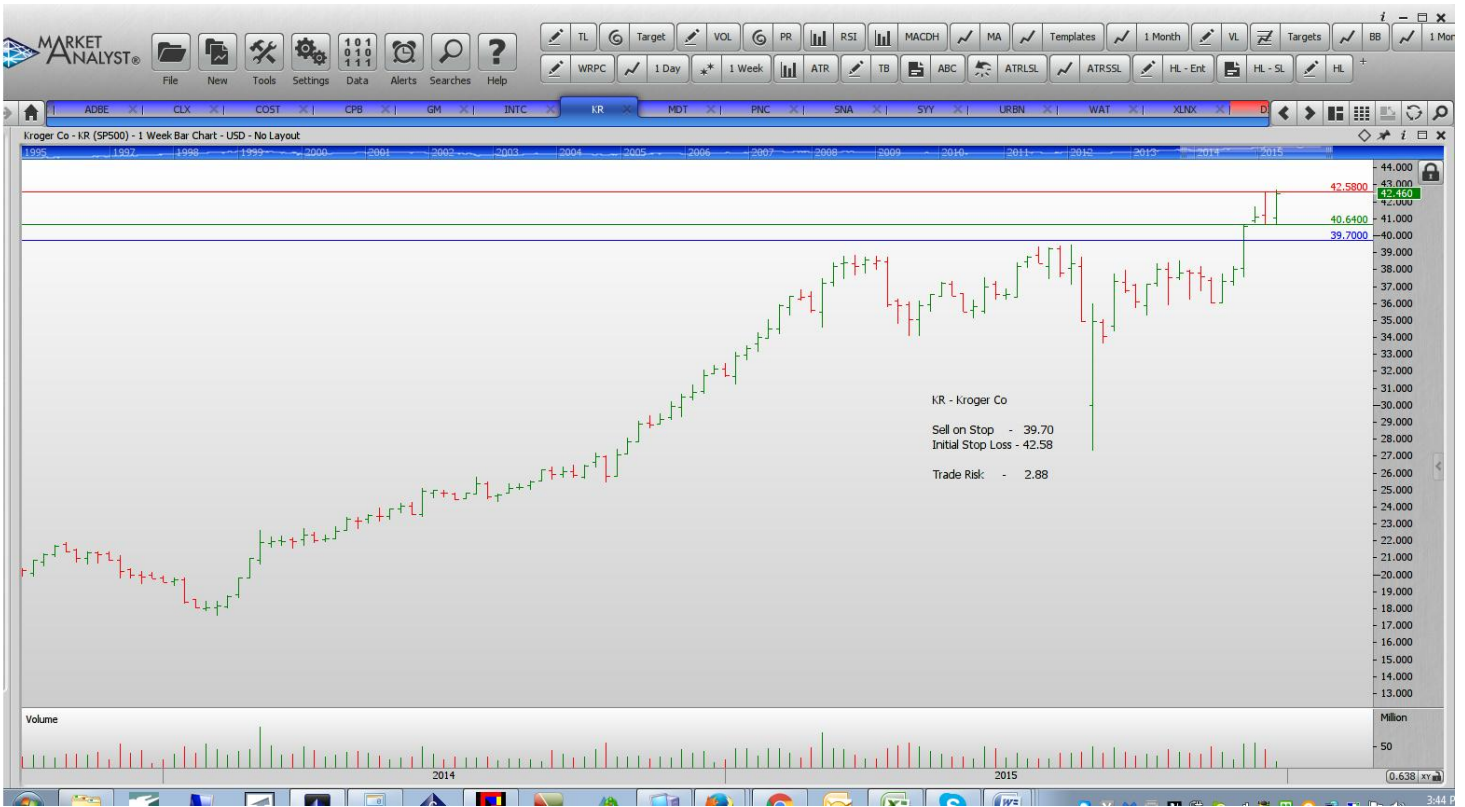 i
MARKET
ANALYST®
File
New
Tools
Settings
101
010
111
Data
Alerts
Searches
?
Help
TL
Target
VOL
PR
RSI
MACDH
MA
Templates
1 Month
VL
Targets
BB
1 Mon
WRPC
1 Day
1 Week
ATR
TB
ABC
ATRLSL
ATRSSL
HL - Ent
HL - SL
HL
ADBE
CLX
COST
CPB
GM
INTC
KR
MDT
PNC
SNA
SYY
URBN
WAT
XLNX
D
Kroger Co - KR (SP500) - 1 Week Bar Chart - USD - No Layout
1995 1997 1998 1999 2000 2001 2002 2003 2004 2005 2006 2007 2008 2009 2010 2011 2012 2013 2014 2015
44.000
43.000
42.460
42.000
41.000
40.000
39.000
38.000
37.000
36.000
35.000
34.000
33.000
32.000
31.000
30.000
29.000
28.000
27.000
26.000
25.000
24.000
23.000
22.000
21.000
20.000
19.000
18.000
17.000
16.000
15.000
14.000
13.000
42.5800
40.6400
39.7000
KR - Kroger Co
Sell on Stop - 39.70
Initial Stop Loss - 42.58
Trade Risk - 2.88
Volume
Million
50
2014
2015
0.638 XY
3:44 P